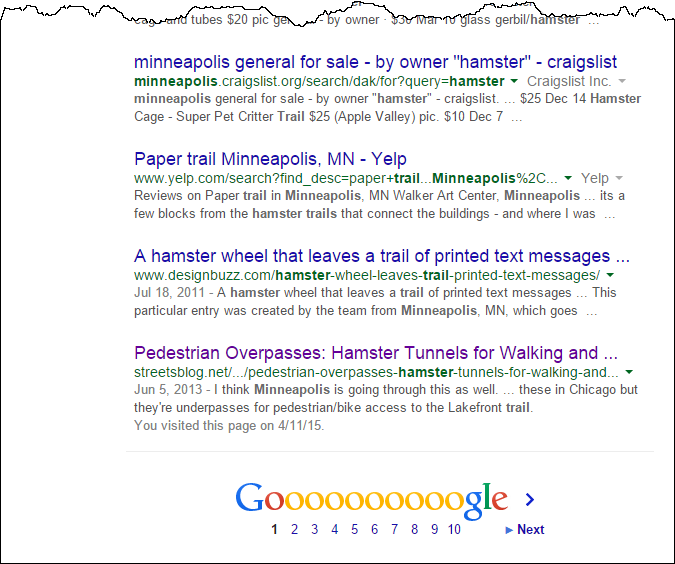 tubes $20 pic
by owner
glass gerbil/hamster ...
minneapolis general for sale - by owner "hamster" - craigslist
minneapolis.craigslist.org/search/dak/for?query=hamster Craigslist Inc.
minneapolis general for sale - by owner "hamster" - craigslist. ... $25 Dec 14 Hamster
Cage - Super Pet Critter Trail $25 (Apple Valley) pic. $10 Dec 7 ...
Paper trail Minneapolis, MN - Yelp
www.yelp.com/search?find_desc=paper+trail...Minneapolis%2C... Yelp
Reviews on Paper trail in Minneapolis, MN Walker Art Center, Minneapolis ... its a
few blocks from the hamster trails that connect the buildings - and where I was ...
A hamster wheel that leaves a trail of printed text messages ...
www.designbuzz.com/hamster-wheel-leaves-trail-printed-text-messages/
Jul 18, 2011 - A hamster wheel that leaves a trail of printed text messages ... This
particular entry was created by the team from Minneapolis, MN, which goes ...
Pedestrian Overpasses: Hamster Tunnels for Walking and ...
streetsblog.net/.../pedestrian-overpasses-hamster-tunnels-for-walking-and...
Jun 5, 2013 - I think Minneapolis is going through this as well. ... these in Chicago but
they're underpasses for pedestrian/bike access to the Lakefront trail.
You visited this page on 4/11/15.
Goooooooooogle >
1 2 3 4 5 6 7 8 9 10 Next